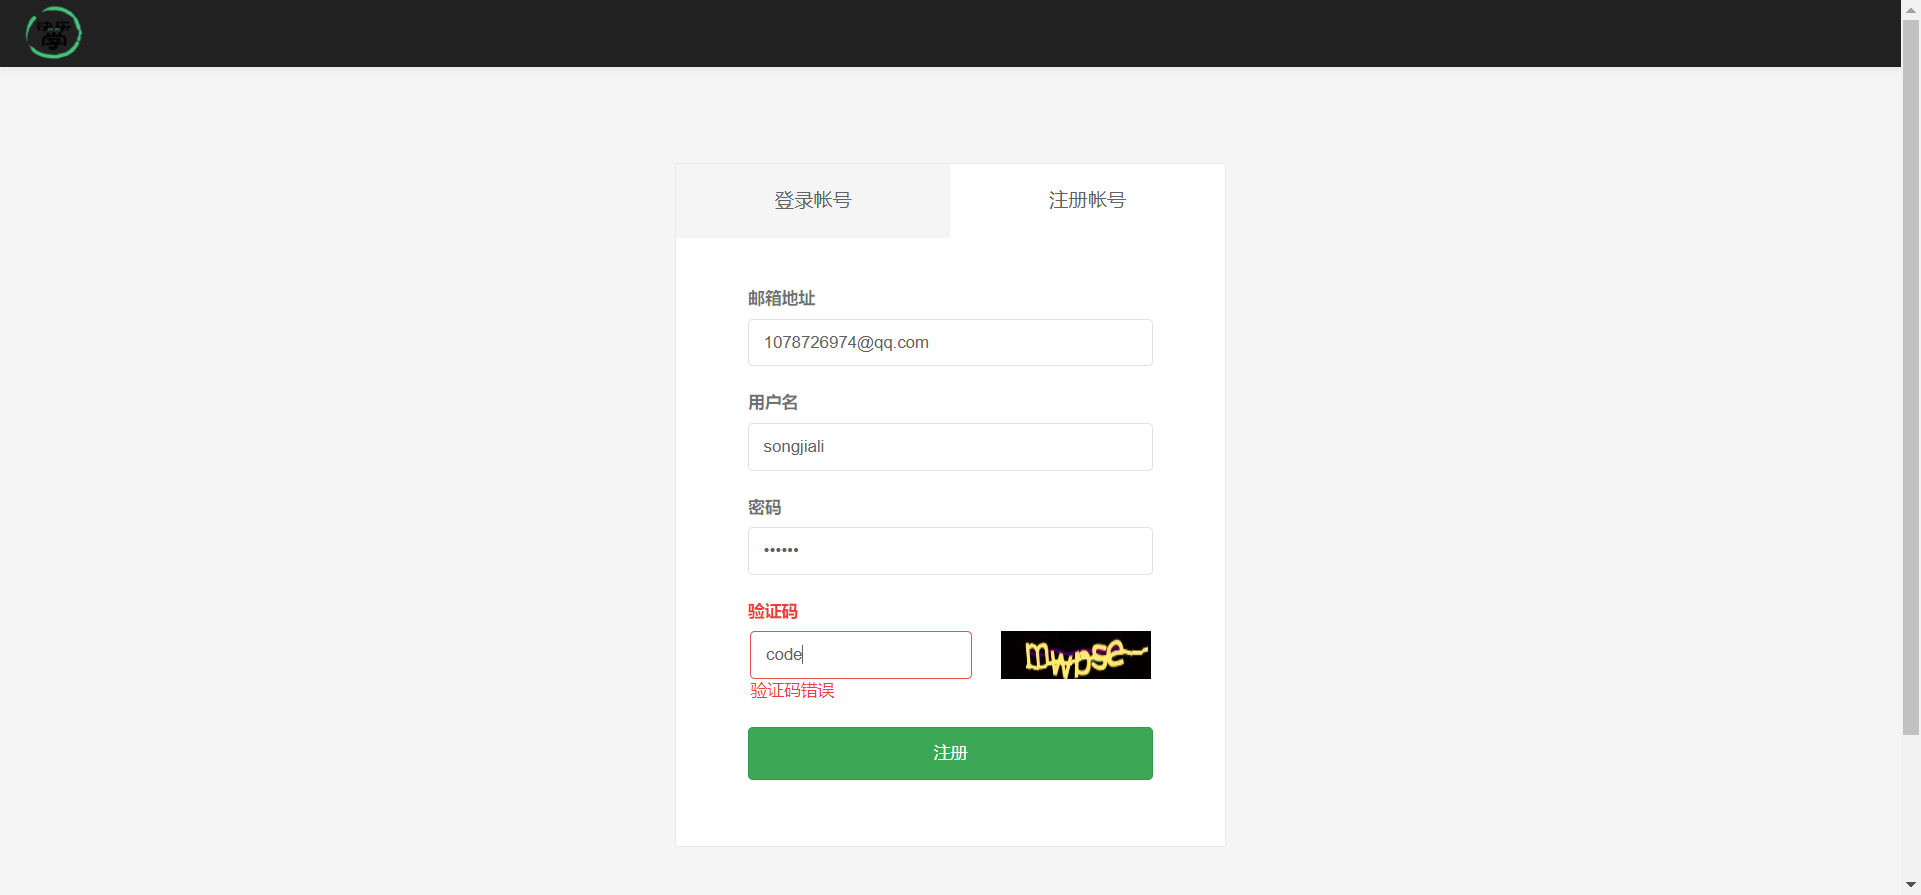 快乐
學
登录帐号
注册帐号
邮箱地址
1078726974@qq.com
用户名
songjiali
密码
••••••
验证码
code
mwpse
验证码错误
注册